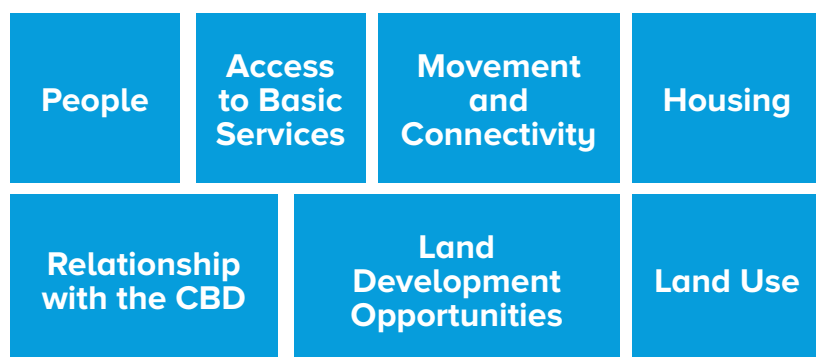 People
Access
to Basic
Services
Movement
and
Connectivity
Housing
Relationship
with the CBD
Land
Development
Opportunities
Land Use